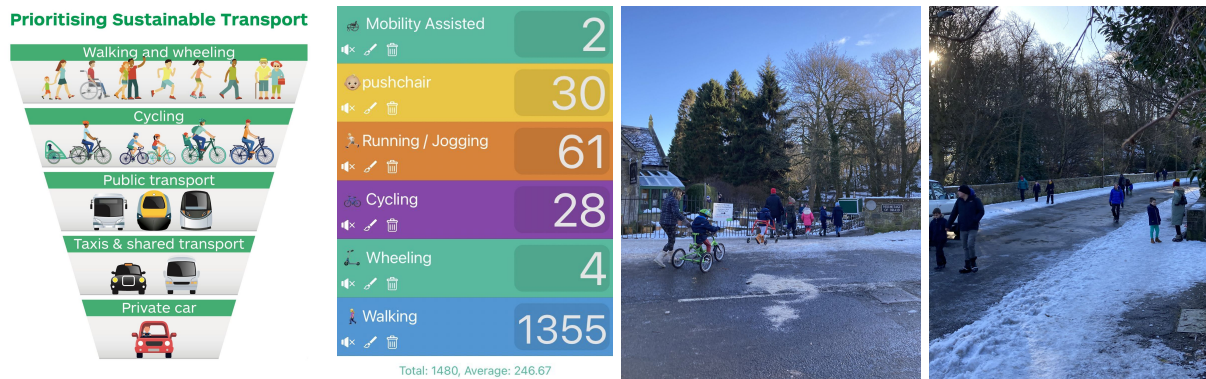 Prioritising Sustainable Transport
Walking and wheeling
Cycling
Public transport
Taxis & shared transport
Private car
Mobility Assisted
2
pushchair
30
Running / Jogging
61
Cycling
28
Wheeling
4
Walking
1355
Total: 1480, Average: 246.67